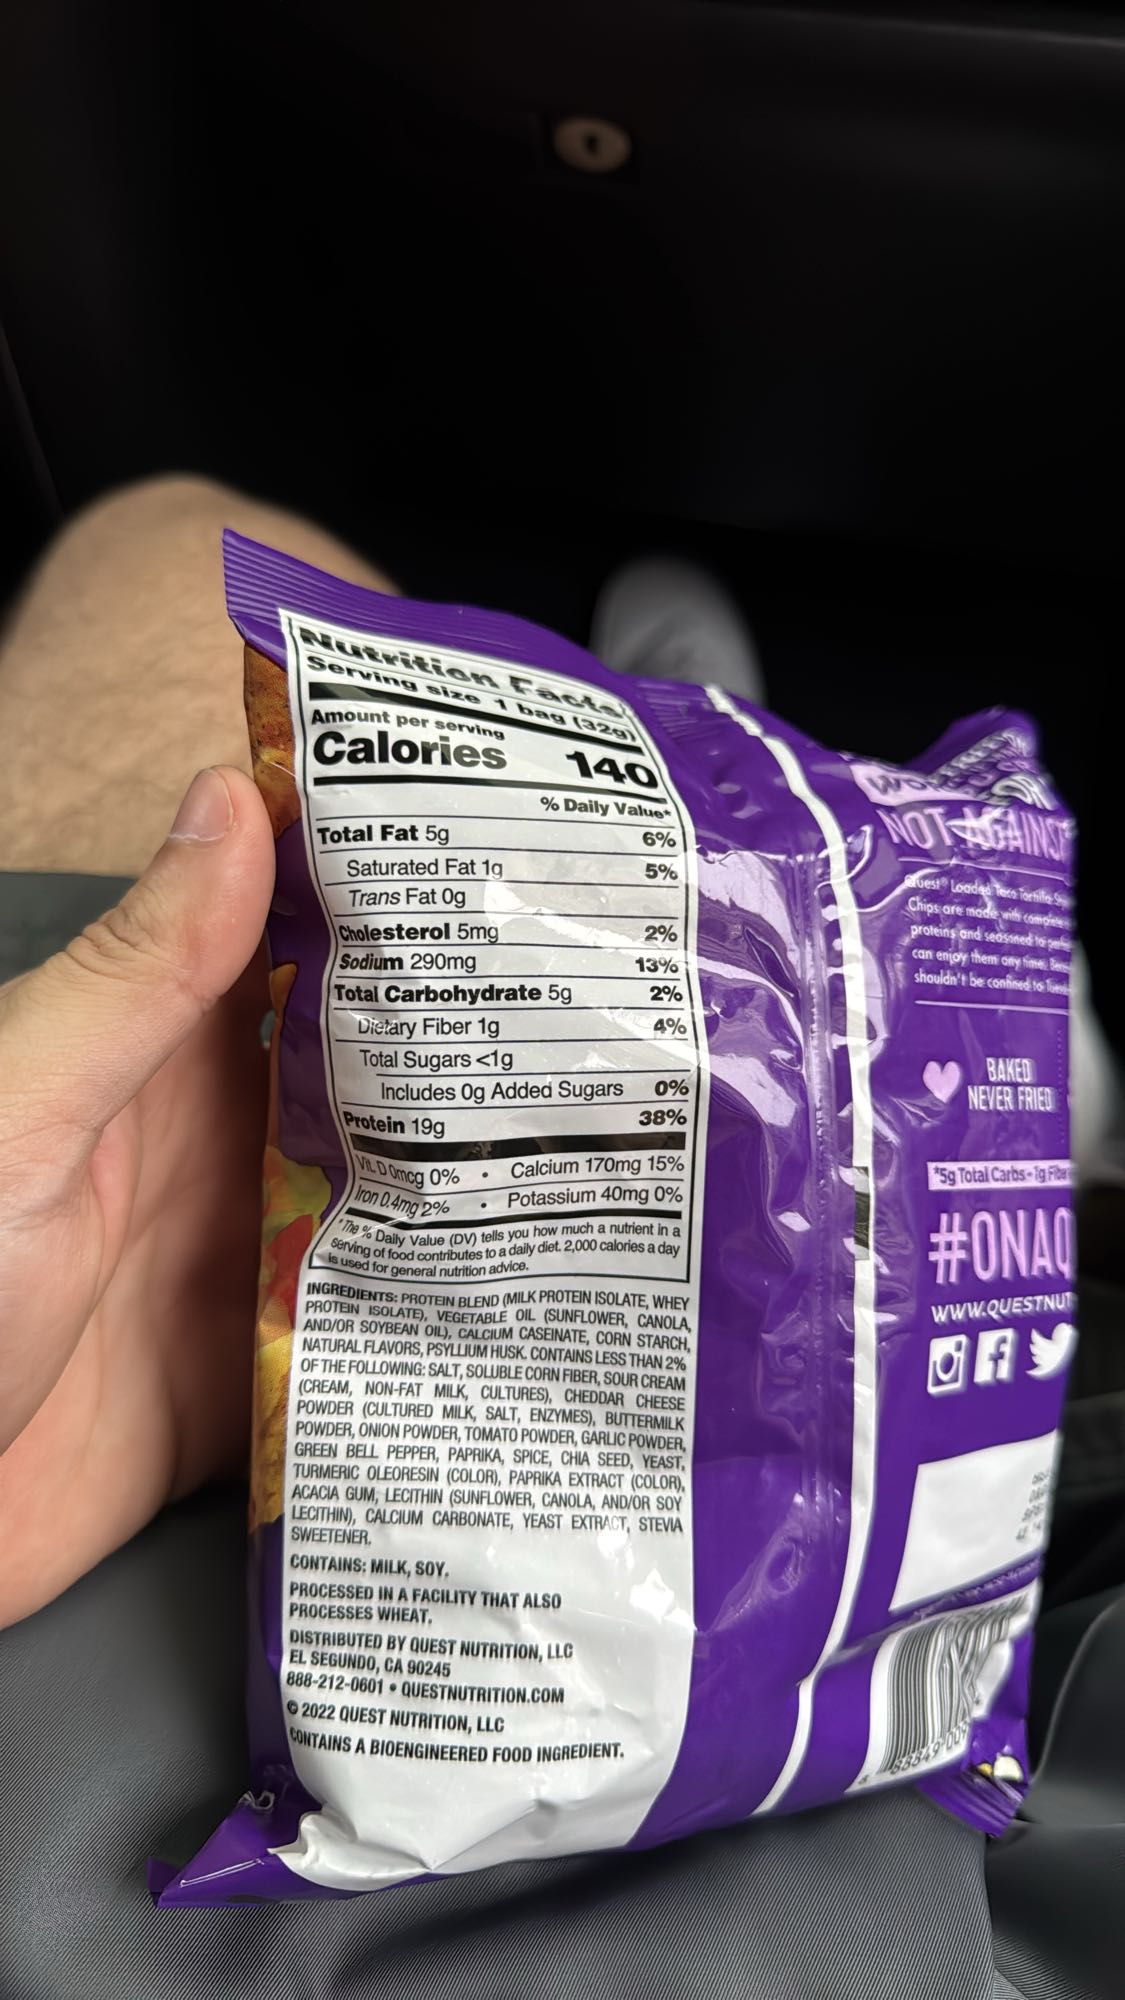 Nutrition Facts
Serving size 1 bag (32g)
Amount per serving
Calories 140
% Daily Value*
Total Fat 5g 6%
Saturated Fat 1g 5%
Trans Fat 0g
Cholesterol 5mg 2%
Sodium 290mg 13%
Total Carbohydrate 5g 2%
Dietary Fiber 1g 4%
Total Sugars <1g
Includes 0g Added Sugars 0%
Protein 19g 38%
Vit. D 0mcg 0% • Calcium 170mg 15%
Iron 0.4mg 2% • Potassium 40mg 0%
*The % Daily Value (DV) tells you how much a nutrient in a
serving of food contributes to a daily diet. 2,000 calories a day
is used for general nutrition advice.
INGREDIENTS: PROTEIN BLEND (MILK PROTEIN ISOLATE, WHEY
PROTEIN ISOLATE), VEGETABLE OIL (SUNFLOWER, CANOLA,
AND/OR SOYBEAN OIL), CALCIUM CASEINATE, CORN STARCH,
NATURAL FLAVORS, PSYLLIUM HUSK. CONTAINS LESS THAN 2%
OF THE FOLLOWING: SALT, SOLUBLE CORN FIBER, SOUR CREAM
(CREAM, NON-FAT MILK, CULTURES), CHEDDAR CHEESE
POWDER (CULTURED MILK, SALT, ENZYMES), BUTTERMILK
POWDER, ONION POWDER, TOMATO POWDER, GARLIC POWDER,
GREEN BELL PEPPER, PAPRIKA, SPICE, CHIA SEED, YEAST,
TURMERIC OLEORESIN (COLOR), PAPRIKA EXTRACT (COLOR),
ACACIA GUM, LECITHIN (SUNFLOWER, CANOLA, AND/OR SOY
LECITHIN), CALCIUM CARBONATE, YEAST EXTRACT, STEVIA
SWEETENER.
CONTAINS: MILK, SOY.
PROCESSED IN A FACILITY THAT ALSO
PROCESSES WHEAT.
DISTRIBUTED BY QUEST NUTRITION, LLC
EL SEGUNDO, CA 90245
888-212-0601 • QUESTNUTRITION.COM
© 2022 QUEST NUTRITION, LLC
CONTAINS A BIOENGINEERED FOOD INGREDIENT.
NOT AGAINST
Quest® Loaded Taco Tortilla
Chips are made with complete
proteins and seasoned to
can enjoy them any time.
shouldn't be confined to
BAKED
NEVER FRIED
*5g Total Carbs - 1g
#ONAQ
WWW.QUESTNUT